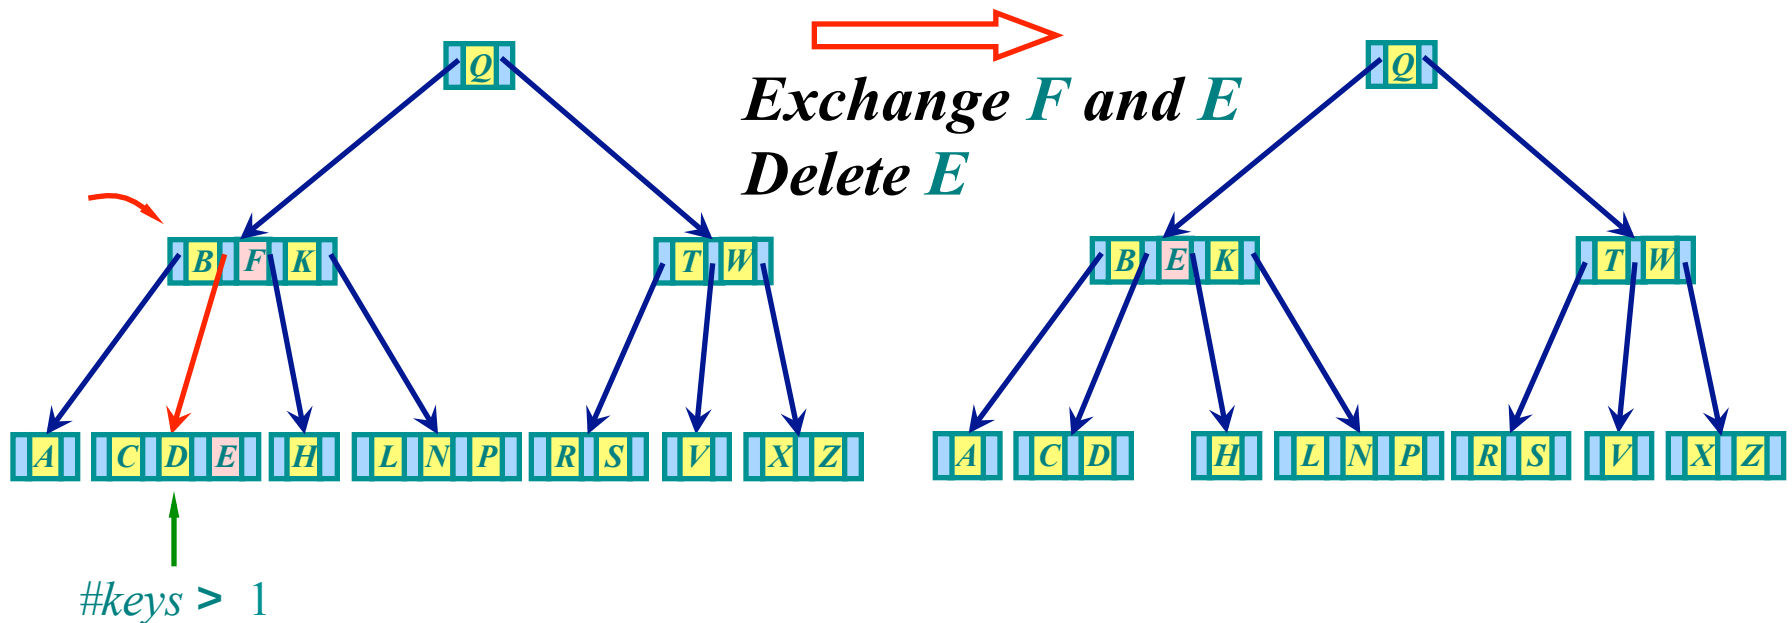 Q
Exchange F and E
Delete E
Q
B F K
T W
B E K
T W
A
C D E
H
L N P
R S
V
X Z
A
C D
H
L N P
R S
V
X Z
#keys > 1